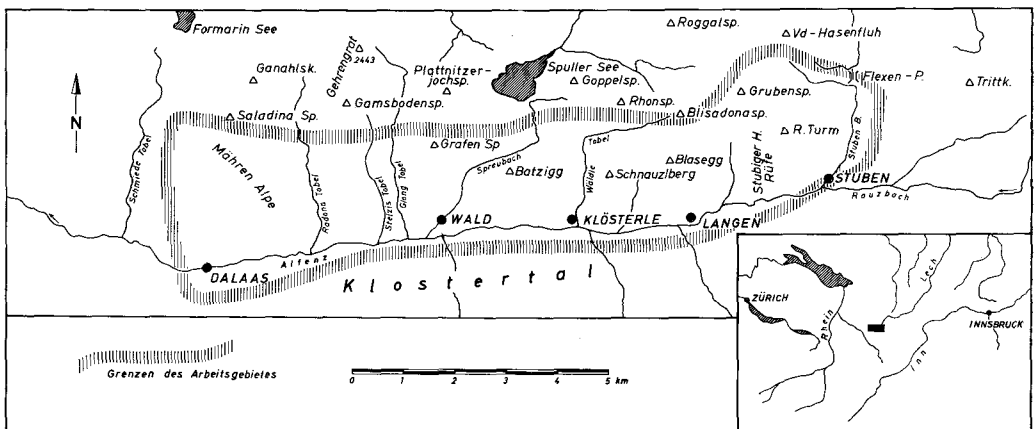 Formarin See
Ganahlsk.
Gehrengrat
2443
Plattnitzer-
jochsp.
Gamsbodensp.
Saladina Sp.
Spuller See
Goppelsp.
Roggalsp.
Vd-Hasenfluh
Flexen-P.
Trittk.
Grubensp.
Rhonsp.
Blisadonasp.
R. Turm
Grafen Sp
Batzigg
Spreubach
Wäldle
Tobel
Schnauzlberg
Blasegg
Stubiger H.
Rüfe
Stuben B.
STUBEN
Rauzbach
N
Schmiede Tobel
Mähren Alpe
Radona Tobel
Stelzis Tobel
Glong Tobel
WALD
KLÖSTERLE
LANGEN
DALAAS
Alfenz
Klostertal
Grenzen des Arbeitsgebietes
0 1 2 3 4 5 km
ZÜRICH
Rhein
Lech
Inn
INNSBRUCK